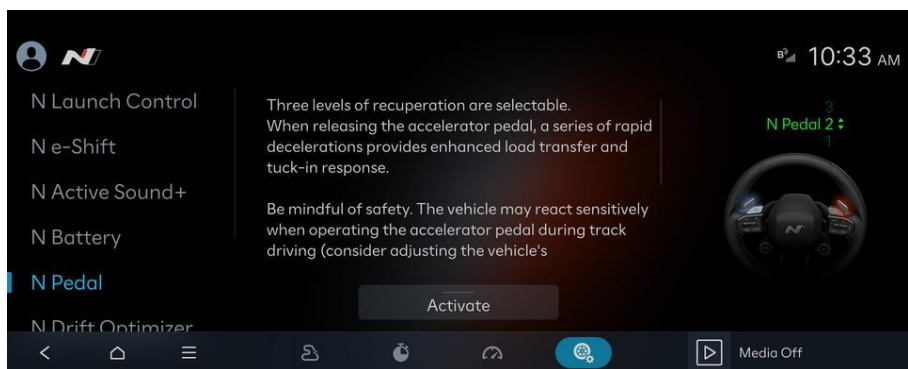 10:33 AM
N Launch Control
N e-Shift
N Active Sound+
N Battery
N Pedal
N Drift Optimizer
Three levels of recuperation are selectable.
When releasing the accelerator pedal, a series of rapid
decelerations provides enhanced load transfer and
tuck-in response.
Be mindful of safety. The vehicle may react sensitively
when operating the accelerator pedal during track
driving (consider adjusting the vehicle's
Activate
3
N Pedal 2
1
N
Media Off